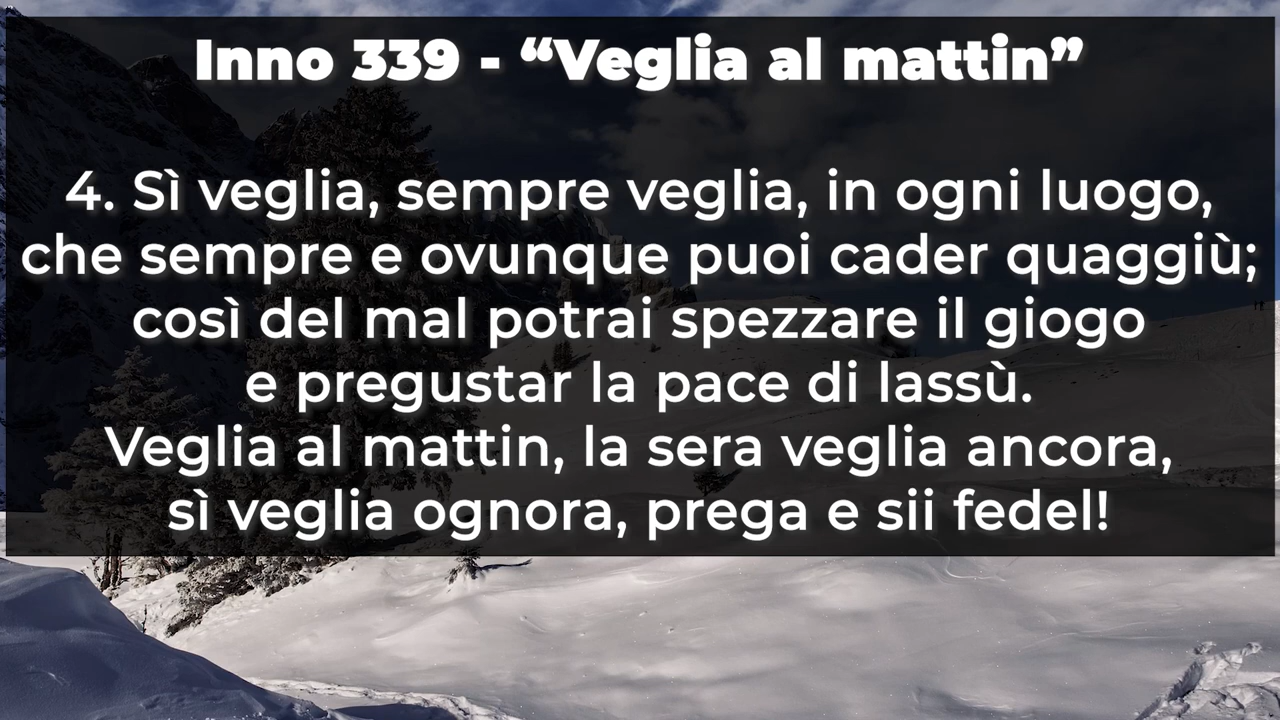 Inno 339 - “Veglia al mattin”
4. Sì veglia, sempre veglia, in ogni luogo,
che sempre e ovunque puoi cader quaggiù;
così del mal potrai spezzare il giogo
e pregustar la pace di lassù.
Veglia al mattin, la sera veglia ancora,
sì veglia ognora, prega e sii fedel!